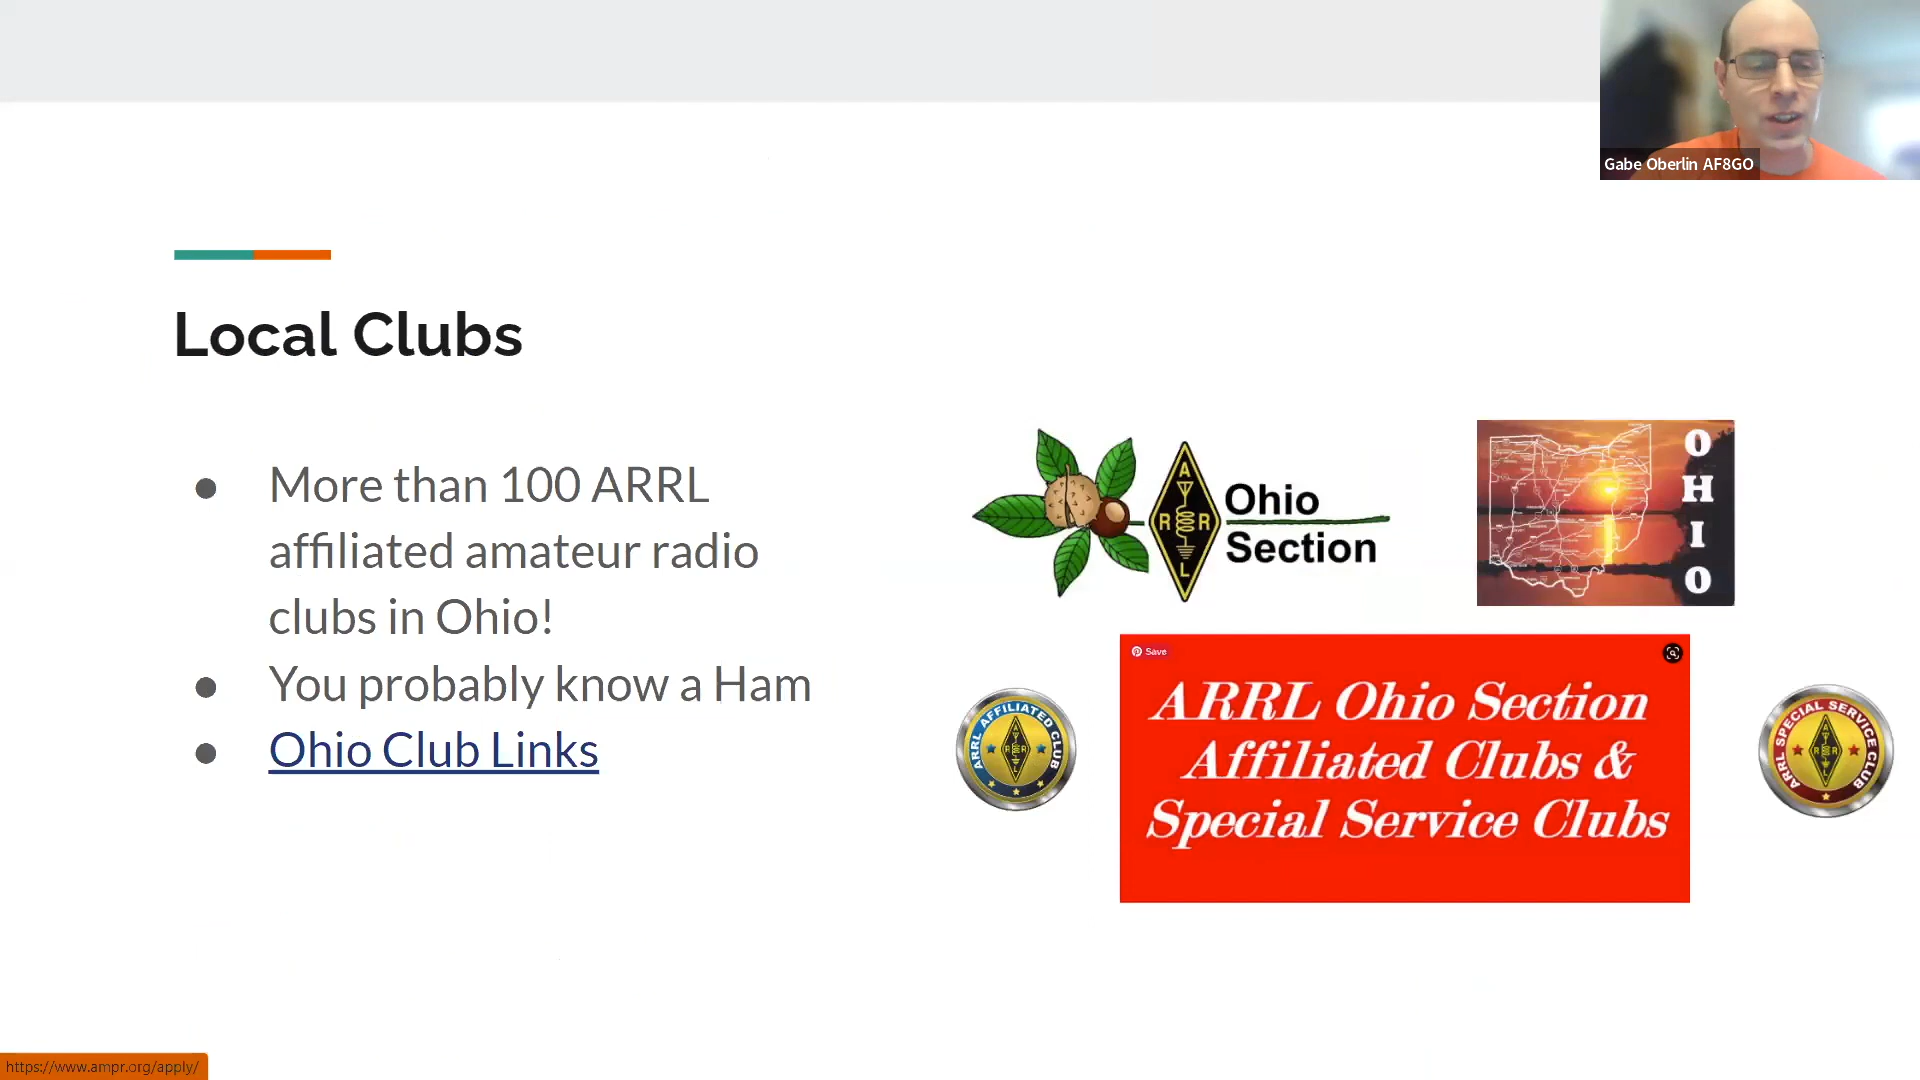 Gabe Oberlin AF8GO
Local Clubs
More than 100 ARRL
affiliated amateur radio
clubs in Ohio!
You probably know a Ham
Ohio Club Links
A
R R
L
Ohio
Section
O
H
I
O
Save
ARRL Ohio Section
Affiliated Clubs &
Special Service Clubs
ARRL AFFILIATED CLUB
A
R R
L
ARRL SPECIAL SERVICE CLUB
A
R R
L
https://www.ampr.org/apply/